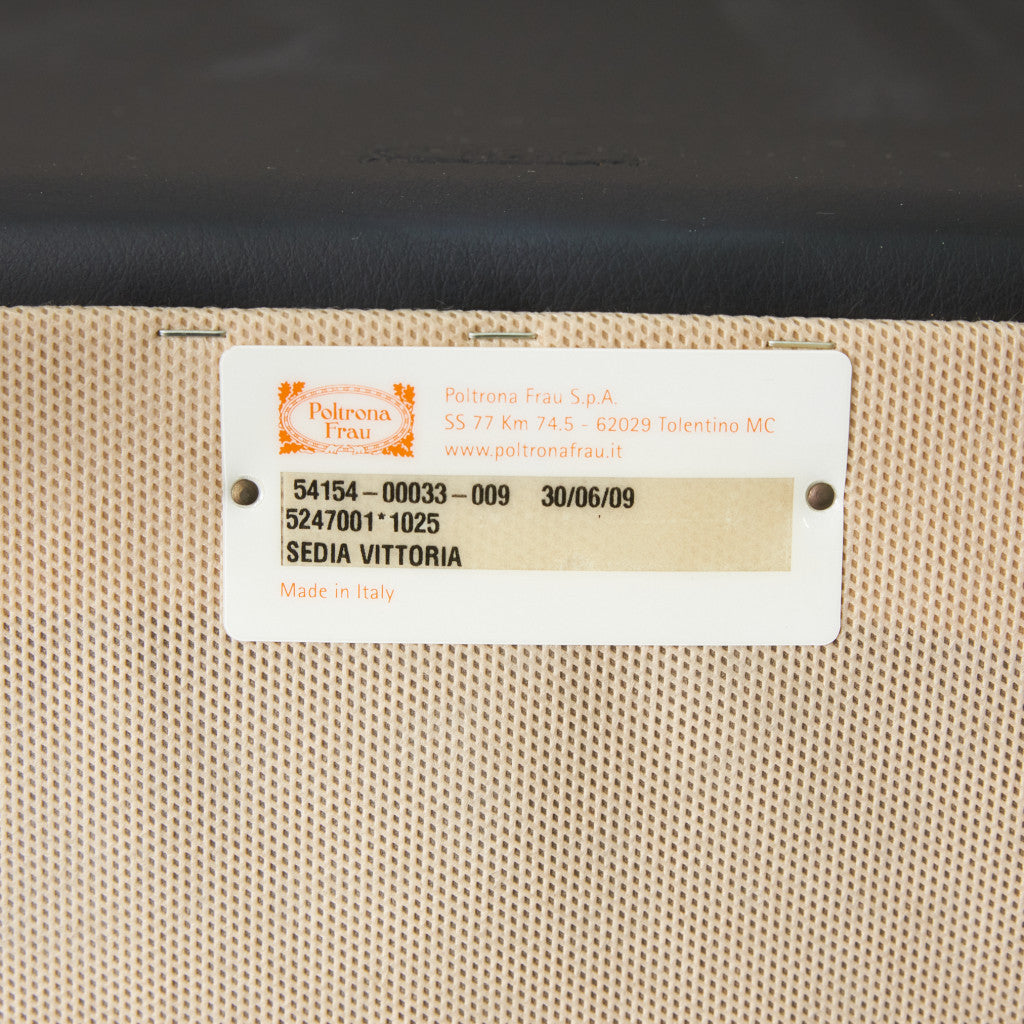 Poltrona
Frau
Poltrona Frau S.p.A.
SS 77 Km 74.5 - 62029 Tolentino MC
www.poltronafrau.it
54154-00033-009 30/06/09
5247001*1025
SEDIA VITTORIA
Made in Italy